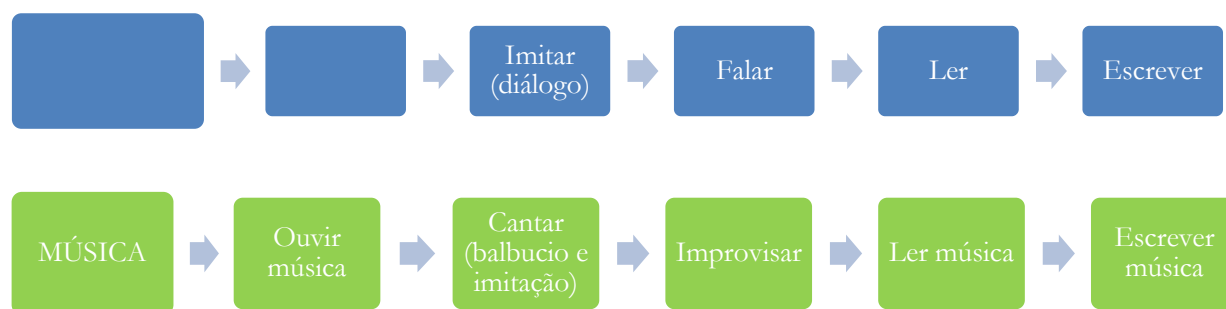 Imitar
(diálogo)
Falar
Ler
Escrever
MÚSICA
Ouvir
música
Cantar
(balbucio e
imitação)
Improvisar
Ler música
Escrever
música